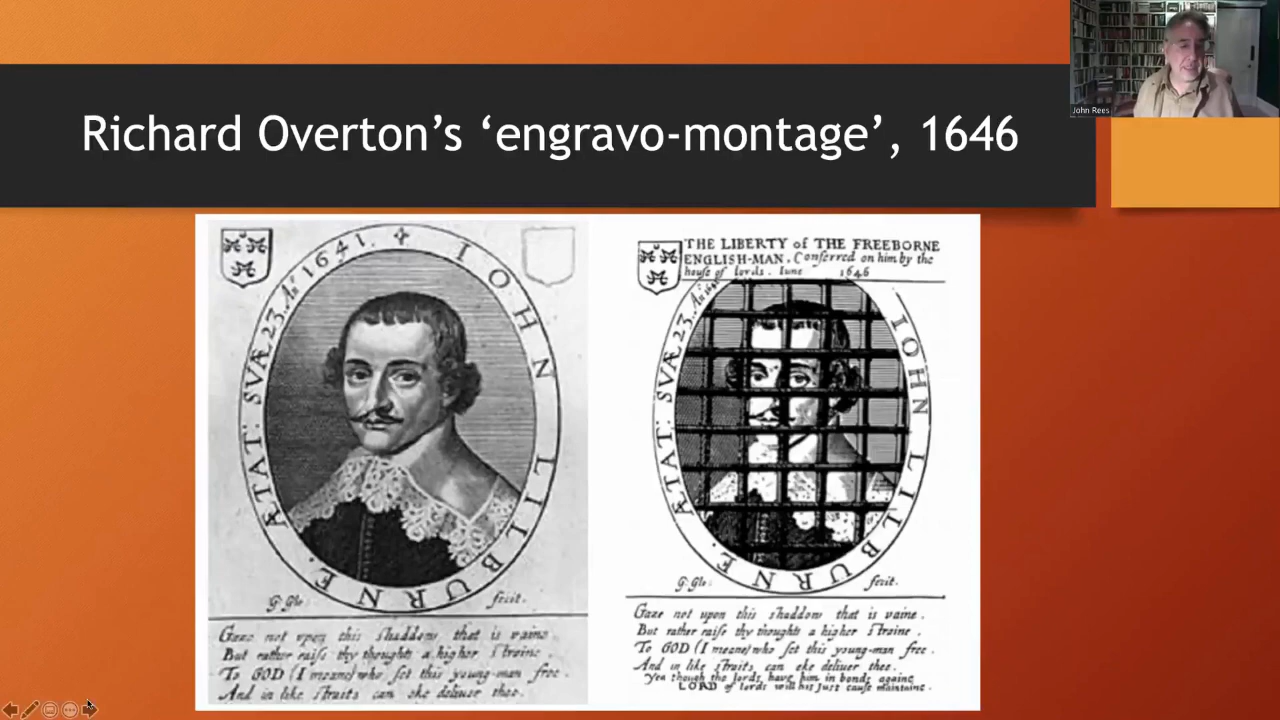 John Rees
Richard Overton’s ‘engravo-montage’, 1646
ÆTAT: SVÆ 23. Aº 1641. IOHN LILBURNE.
G. Glo: fecit.
Gaze not upon this shaddow that is vaine,
But rather raise thy thoughts a higher straine,
To GOD (I meane) who set this young-man free,
And in like straits can eke deliver thee.
THE LIBERTY of THE FREEBORNE
ENGLISH-MAN, Conferred on him by the
house of lords. Iune 1646
ÆTAT: SVÆ 23. Aº 16 IOHN LILBURNE.
G. Glo: fecit.
Gaze not upon this shaddow that is vaine,
But rather raise thy thoughts a higher straine,
To GOD (I meane) who set this young-man free,
And in like straits can eke deliver thee.
Yea though the lords have him in bonds againe
LORD of lords will his just cause maintaine.